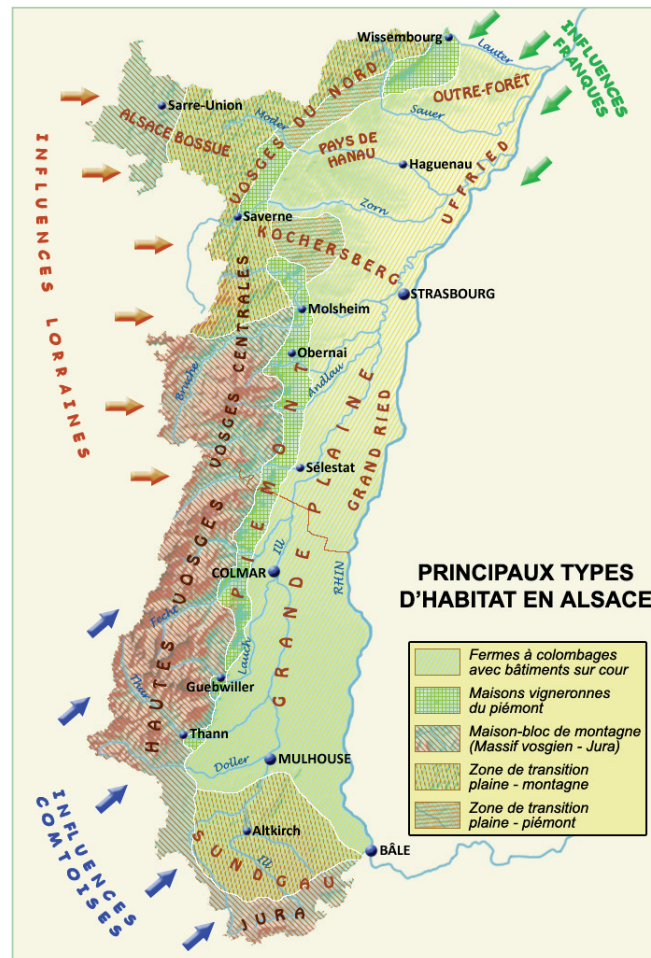 Wissembourg
Lauter
INFLUENCES
FRANQUES
OUTRE-FORÊT
Sarre-Union
ALSACE BOSSUE
VOSGES DU NORD
Moder
Sauer
PAYS DE
HANAU
Haguenau
UFFRIED
Zorn
Saverne
KOCHERSBERG
INFLUENCES LORRAINES
STRASBOURG
Molsheim
Obernai
Andlau
Bruche
VOSGES CENTRALES
PIEMONT
GRANDE PLAINE
GRAND RIED
Sélestat
Ill
COLMAR
RHIN
HAUTES VOSGES
Fecht
Lauch
Thur
Guebwiller
Thann
Doller
MULHOUSE
Altkirch
Ill
SUNDGAU
JURA
BÂLE
INFLUENCES
COMTOISES
PRINCIPAUX TYPES
D'HABITAT EN ALSACE
Fermes à colombages
avec bâtiments sur cour
Maisons vigneronnes
du piémont
Maison-bloc de montagne
(Massif vosgien - Jura)
Zone de transition
plaine - montagne
Zone de transition
plaine - piémont